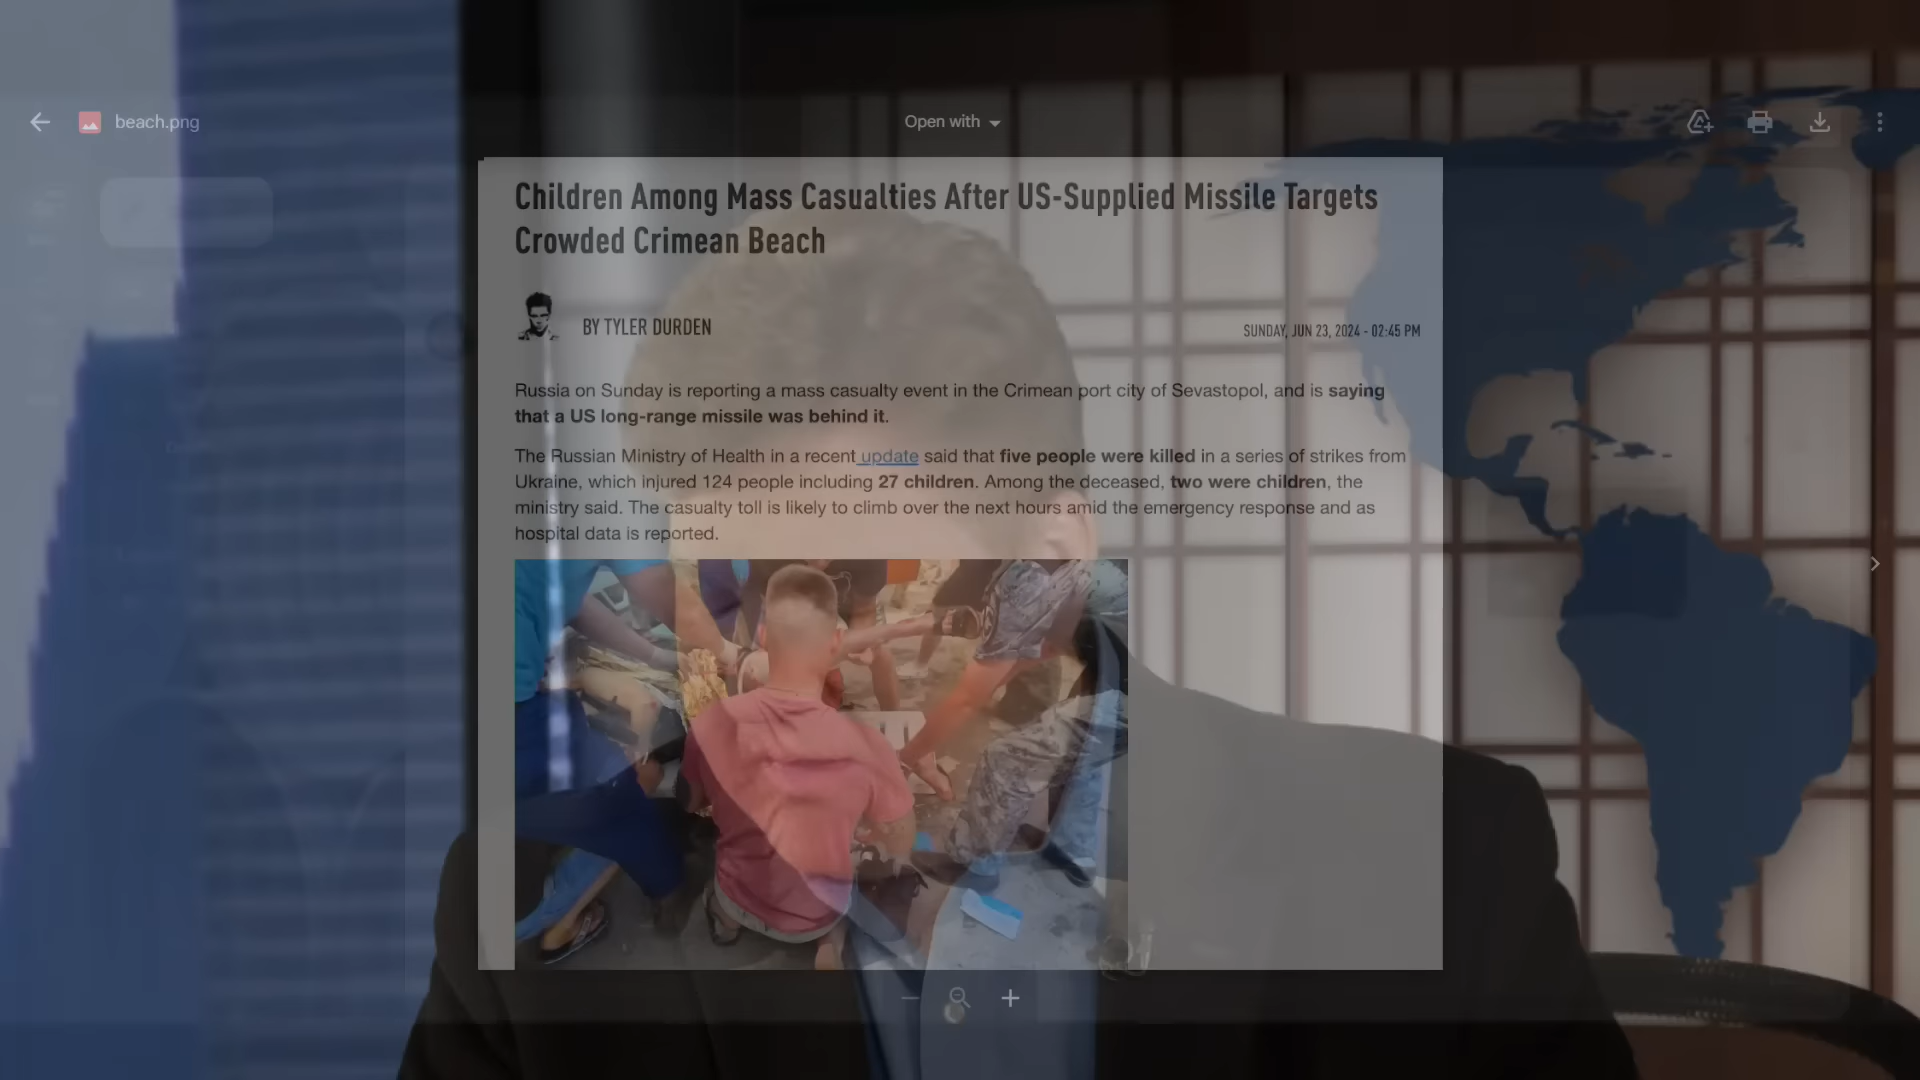 beach.png
Open with
Children Among Mass Casualties After US-Supplied Missile Targets
Crowded Crimean Beach
BY TYLER DURDEN
SUNDAY, JUN 23, 2024 - 02:45 PM
Russia on Sunday is reporting a mass casualty event in the Crimean port city of Sevastopol, and is saying
that a US long-range missile was behind it.
The Russian Ministry of Health in a recent update said that five people were killed in a series of strikes from
Ukraine, which injured 124 people including 27 children. Among the deceased, two were children, the
ministry said. The casualty toll is likely to climb over the next hours amid the emergency response and as
hospital data is reported.